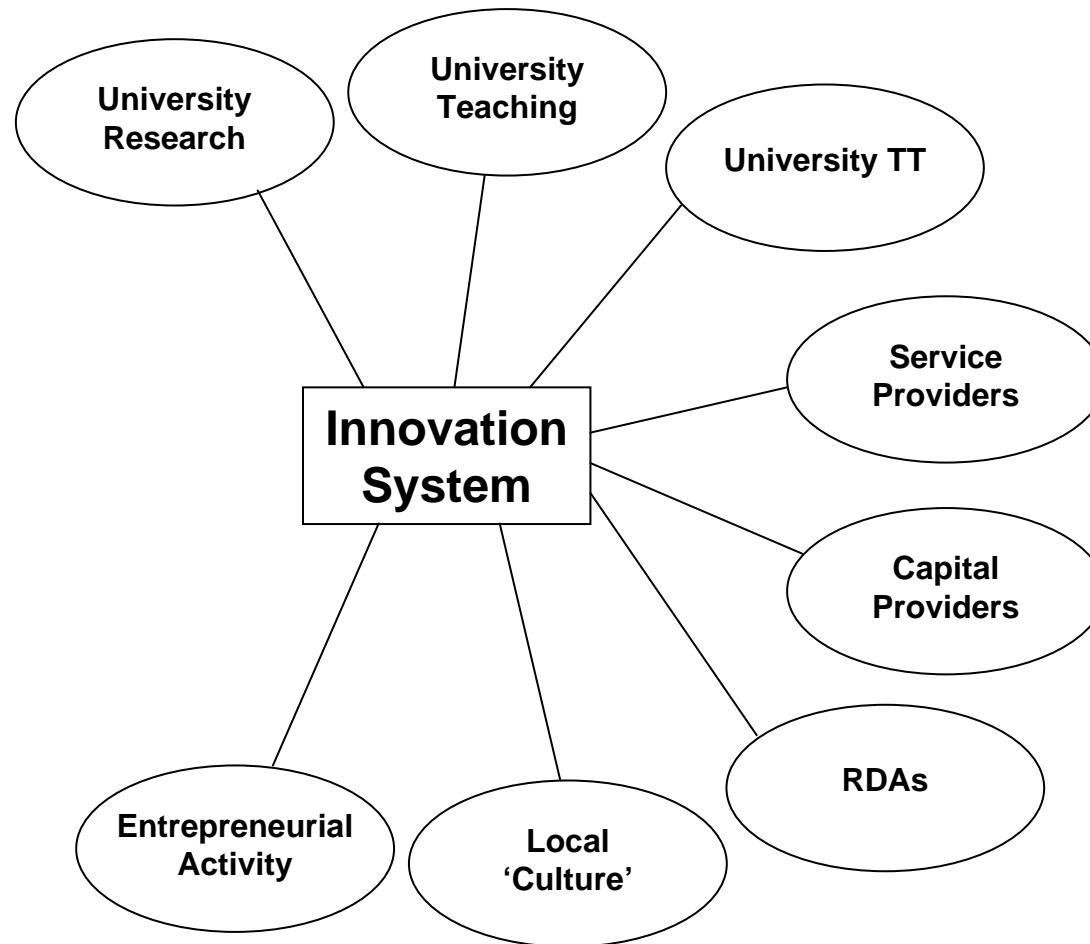 University
Research
University
Teaching
University TT
Service
Providers
Innovation
System
Capital
Providers
RDAs
Entrepreneurial
Activity
Local
‘Culture’